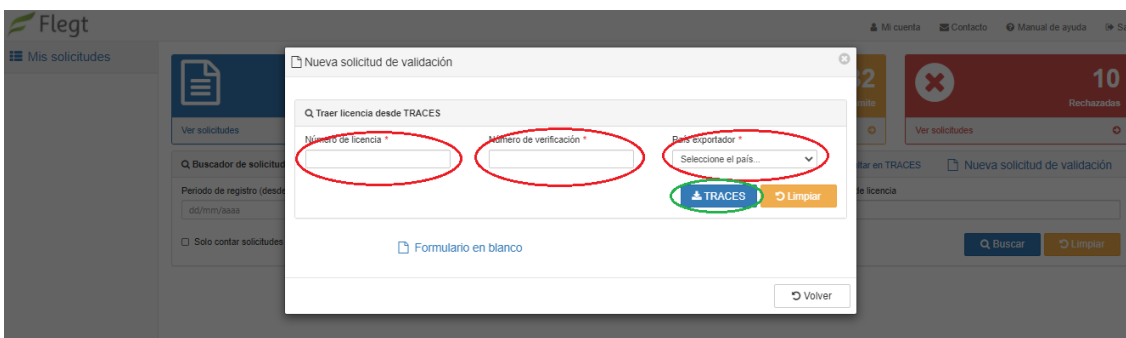 Flegt
Mi cuenta Contacto Manual de ayuda
Mis solicitudes
Nueva solicitud de validación
10
Rechazadas
Ver solicitudes
Ver solicitudes
Traer licencia desde TRACES
Número de licencia *
Número de verificación *
País exportador *
Seleccione el país...
TRACES
Limpiar
Buscador de
en TRACES
Nueva solicitud de validación
Periodo de registro
de licencia
dd/mm/aaaa
Solo contar solicitudes
Formulario en blanco
Buscar
Limpiar
Volver